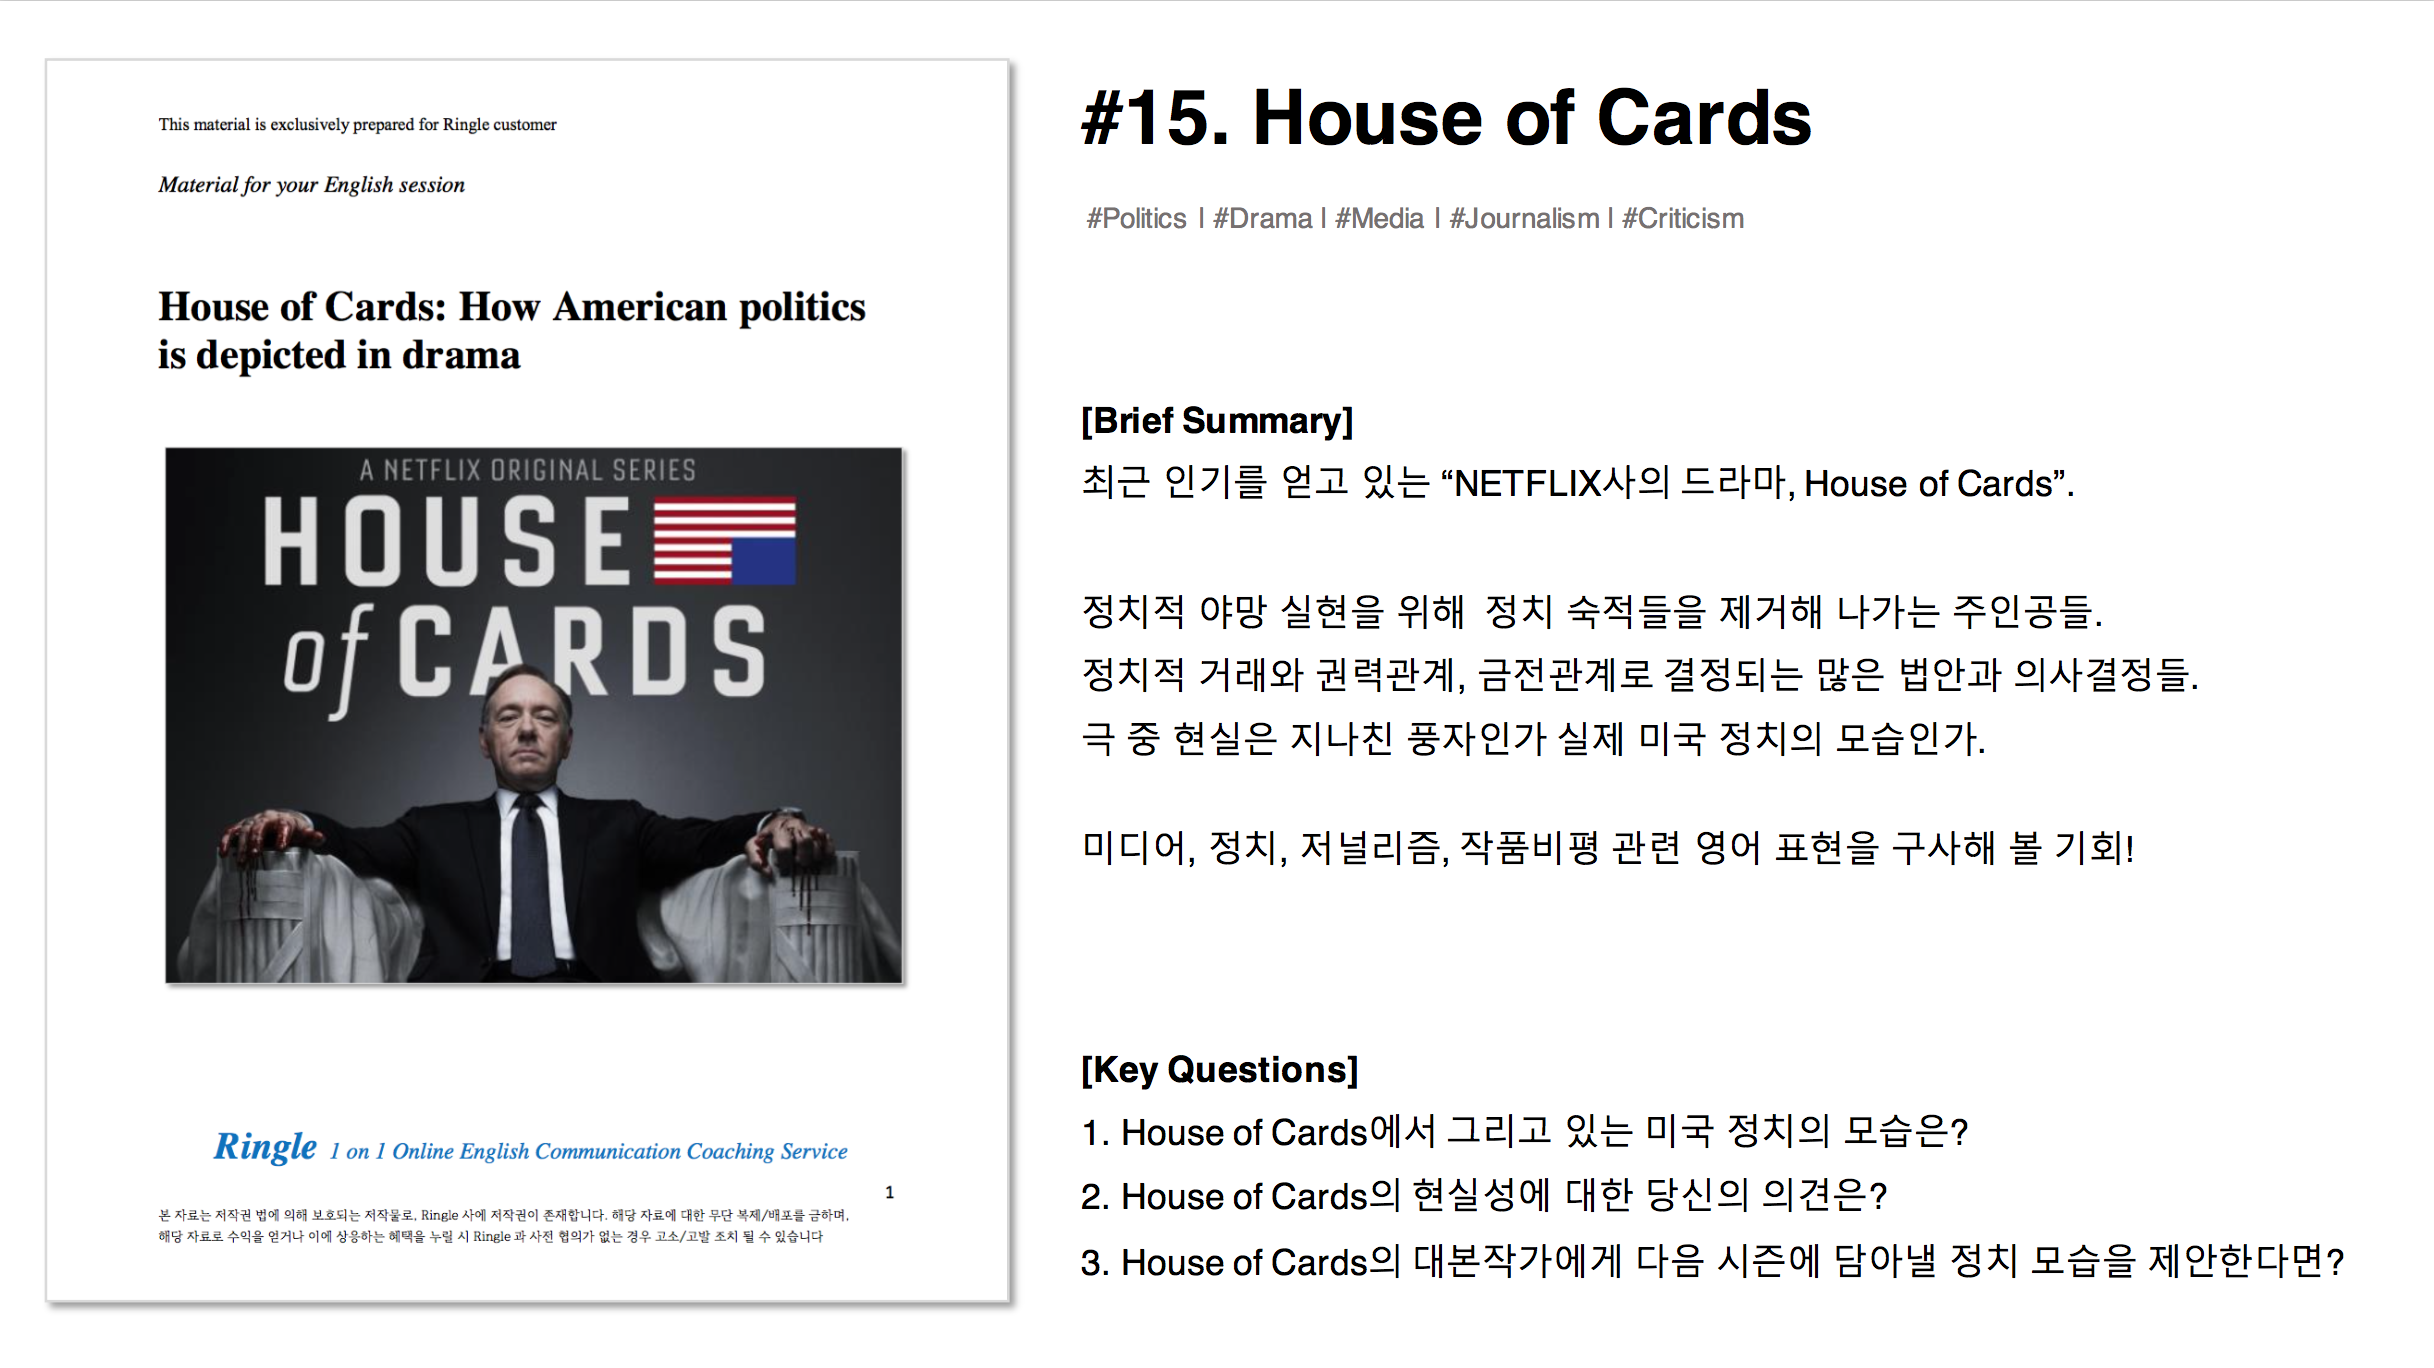 This material is exclusively prepared for Ringle customer
Material for your English session
House of Cards: How American politics
is depicted in drama
A NETFLIX ORIGINAL SERIES
HOUSE
of CARDS
Ringle 1 on 1 Online English Communication Coaching Service
1
본 자료는 저작권 법에 의해 보호되는 저작물로, Ringle 사에 저작권이 존재합니다. 해당 자료에 대한 무단 복제/배포를 금하며,
해당 자료로 수익을 얻거나 이에 상응하는 혜택을 누릴 시 Ringle 과 사전 협의가 없는 경우 고소/고발 조치 될 수 있습니다
#15. House of Cards
#Politics | #Drama | #Media | #Journalism | #Criticism
[Brief Summary]
최근 인기를 얻고 있는 “NETFLIX사의 드라마, House of Cards”.
정치적 야망 실현을 위해 정치 숙적들을 제거해 나가는 주인공들.
정치적 거래와 권력관계, 금전관계로 결정되는 많은 법안과 의사결정들.
극 중 현실은 지나친 풍자인가 실제 미국 정치의 모습인가.
미디어, 정치, 저널리즘, 작품비평 관련 영어 표현을 구사해 볼 기회!
[Key Questions]
1. House of Cards에서 그리고 있는 미국 정치의 모습은?
2. House of Cards의 현실성에 대한 당신의 의견은?
3. House of Cards의 대본작가에게 다음 시즌에 담아낼 정치 모습을 제안한다면?